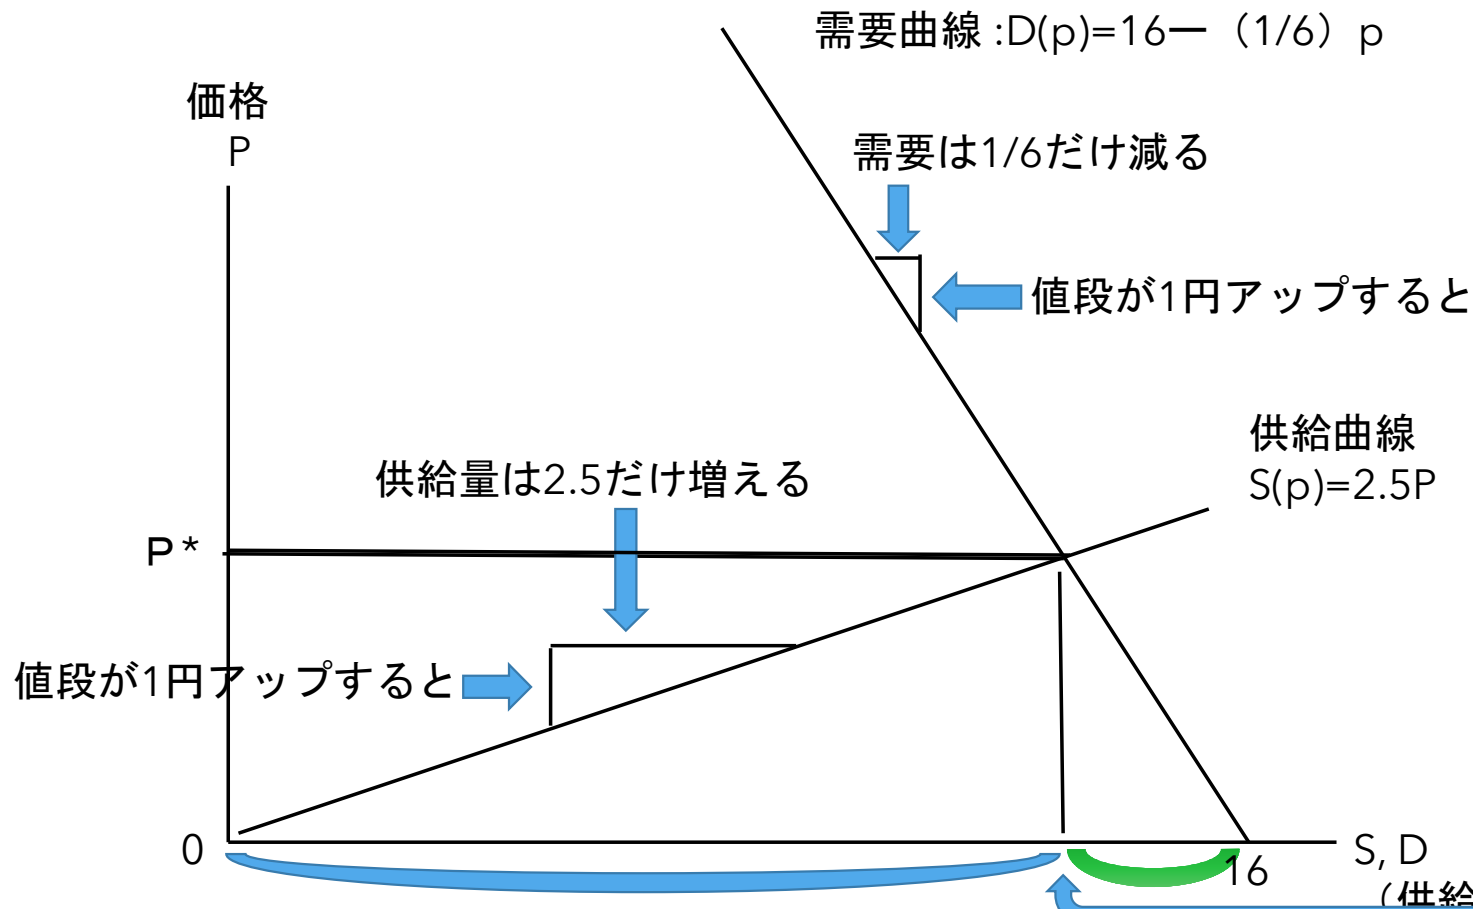 需要曲線 :D(p)=16ー（1/6）p
価格
P
需要は1/6だけ減る
値段が1円アップすると
供給曲線
S(p)=2.5P
供給量は2.5だけ増える
P*
値段が1円アップすると
0
16
S, D
（供給